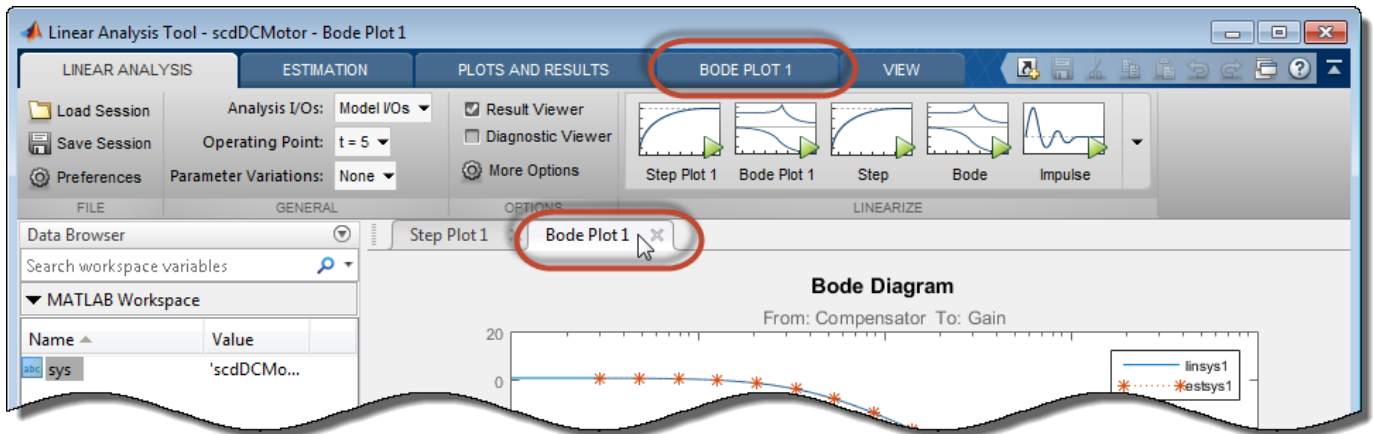 Linear Analysis Tool - scdDCMotor - Bode Plot 1
LINEAR ANALYSIS ESTIMATION PLOTS AND RESULTS BODE PLOT 1 VIEW
Load Session Analysis I/Os: Model I/Os Result Viewer
Save Session Operating Point: t = 5 Diagnostic Viewer
Preferences Parameter Variations: None More Options Step Plot 1 Bode Plot 1 Step Bode Impulse
FILE GENERAL OPTIONS LINEARIZE
Data Browser Step Plot 1 Bode Plot 1
Search workspace variables
MATLAB Workspace
Name Value
abc sys 'scdDCMo...
Bode Diagram
From: Compensator To: Gain
20
0
linsys1
estsys1